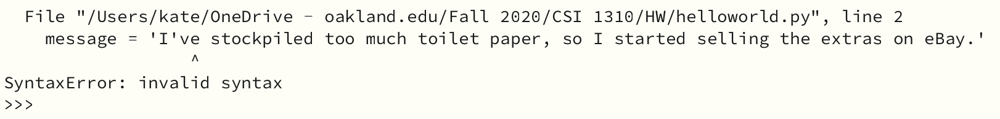 File "/Users/kate/OneDrive - oakland.edu/Fall 2020/CSI 1310/HW/helloworld.py", line 2
message = 'I've stockpiled too much toilet paper, so I started selling the extras on eBay.'
^
SyntaxError: invalid syntax
>>>